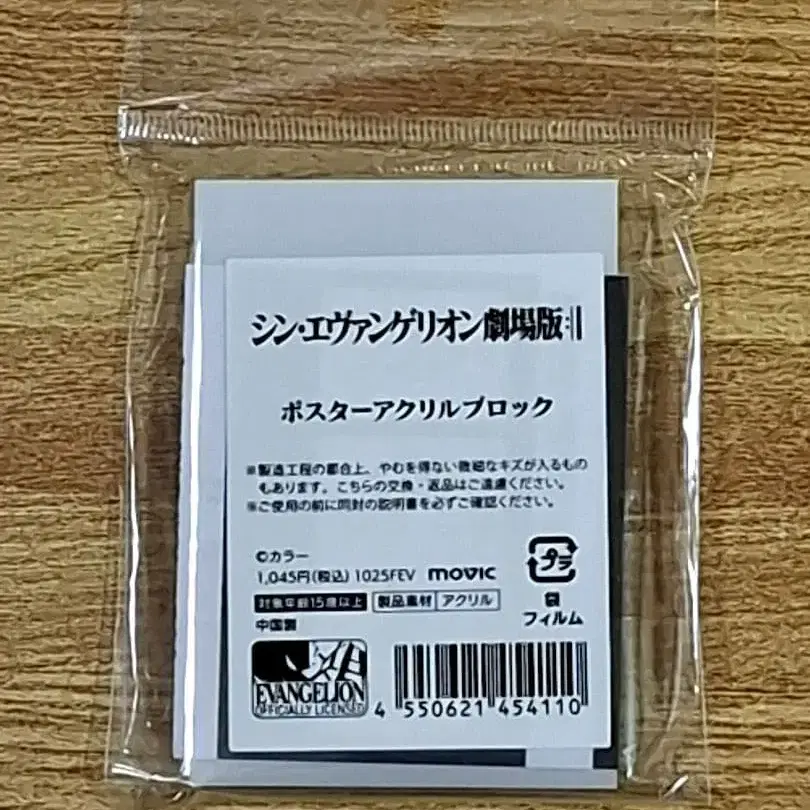 シン・エヴァンゲリオン劇場版𝄇
ポスターアクリルブロック
※製造工程の都合上、やむを得ない微細なキズが入るもの
もあります。こちらの交換・返品はご遠慮ください。
※ご使用の前に同封の説明書を必ずご確認ください。
©カラー
1,045円(税込) 1025FEV movic
対象年齢15歳以上 製品素材 アクリル
中国製
プラ
袋
フィルム
EVANGELION
OFFICIALLY LICENSED
4 550621 454110